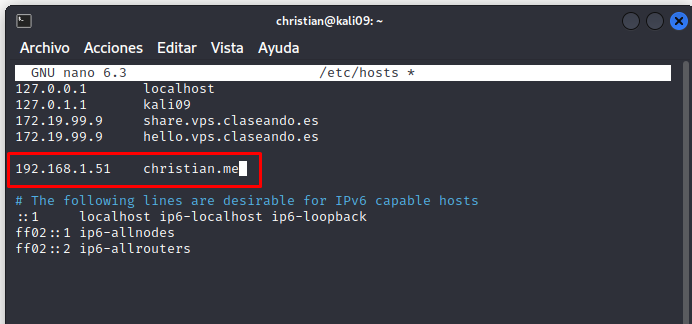 christian@kali09: ~
Archivo Acciones Editar Vista Ayuda
GNU nano 6.3 /etc/hosts *
127.0.0.1 localhost
127.0.1.1 kali09
172.19.99.9 share.vps.claseando.es
172.19.99.9 hello.vps.claseando.es
192.168.1.51 christian.me
# The following lines are desirable for IPv6 capable hosts
::1 localhost ip6-localhost ip6-loopback
ff02::1 ip6-allnodes
ff02::2 ip6-allrouters